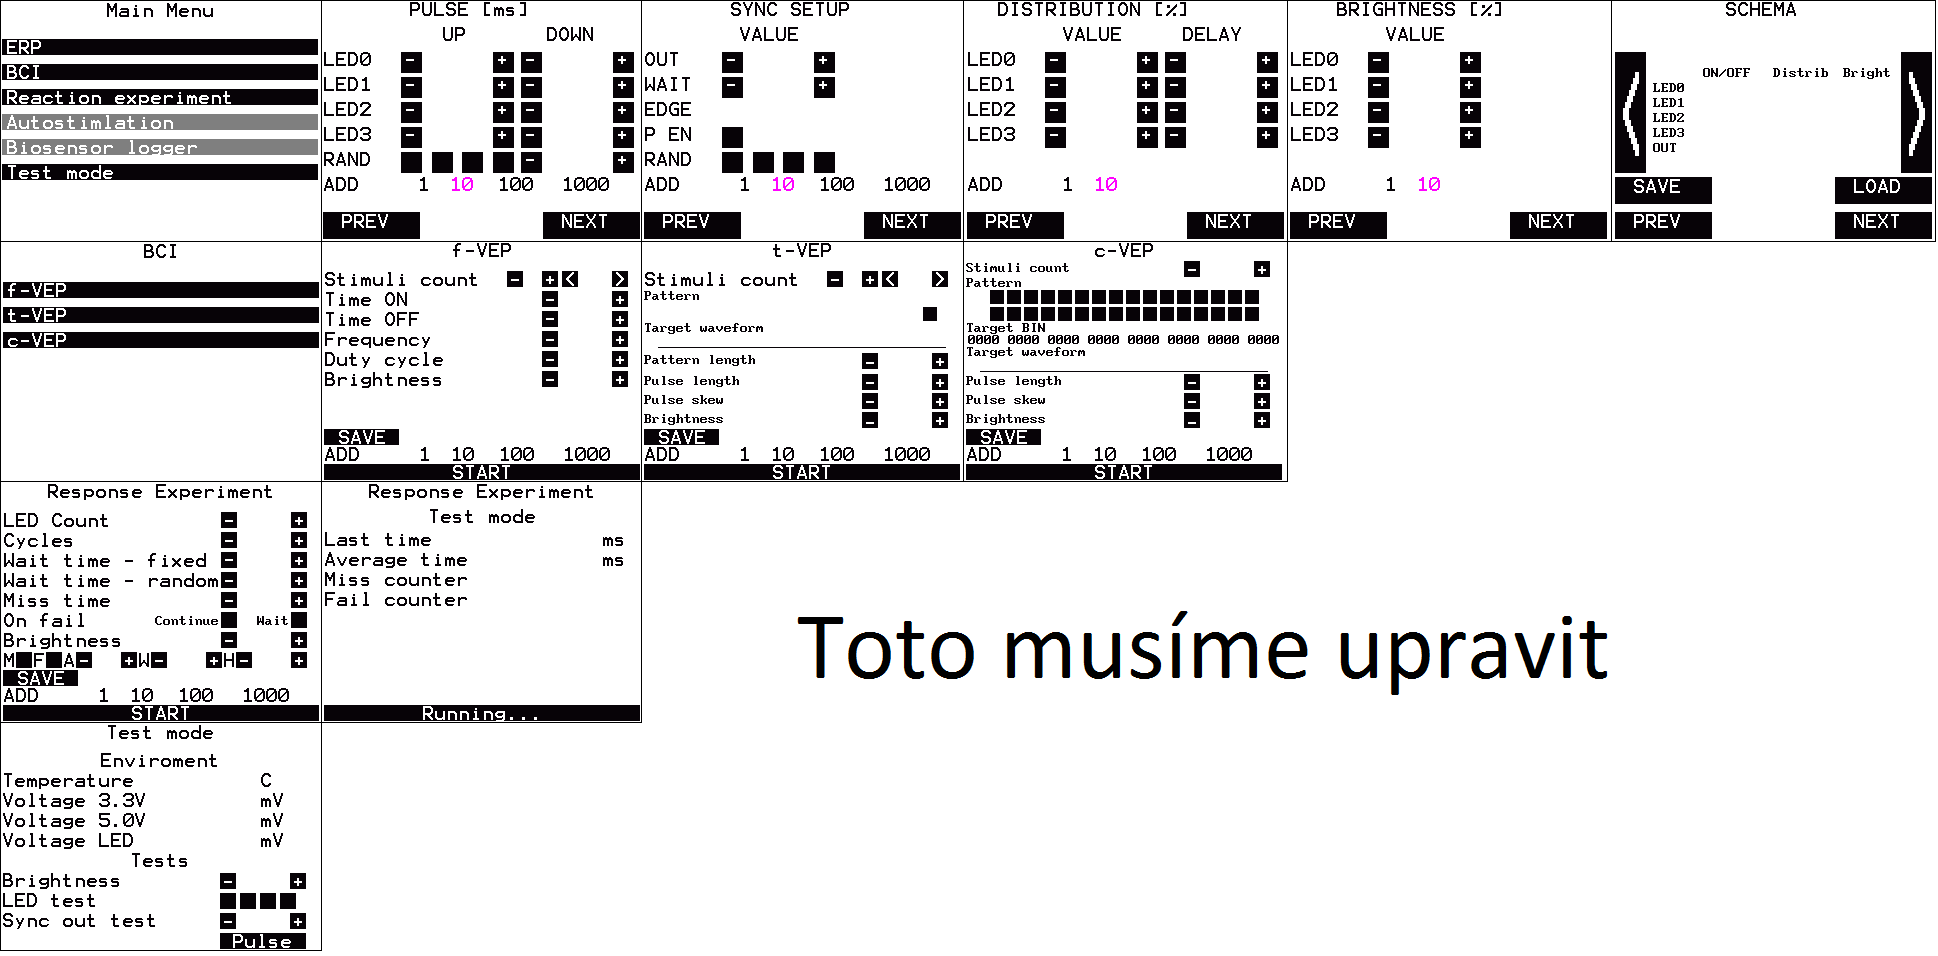 Main Menu
ERP
BCI
Reaction experiment
Autostimlation
Biosensor logger
Test mode
PULSE [ms]
UP DOWN
LED0 - + - +
LED1 - + - +
LED2 - + - +
LED3 - + - +
RAND - +
ADD 1 10 100 1000
PREV NEXT
SYNC SETUP
VALUE
OUT - +
WAIT - +
EDGE
P EN
RAND
ADD 1 10 100 1000
PREV NEXT
DISTRIBUTION [%]
VALUE DELAY
LED0 - + - +
LED1 - + - +
LED2 - + - +
LED3 - + - +
ADD 1 10
PREV NEXT
BRIGHTNESS [%]
VALUE
LED0 - +
LED1 - +
LED2 - +
LED3 - +
ADD 1 10
PREV NEXT
SCHEMA
ON/OFF Distrib Bright
LED0
LED1
LED2
LED3
OUT
SAVE LOAD
PREV NEXT
BCI
f-VEP
t-VEP
c-VEP
f-VEP
Stimuli count - + < >
Time ON - +
Time OFF - +
Frequency - +
Duty cycle - +
Brightness - +
SAVE
ADD 1 10 100 1000
START
t-VEP
Stimuli count - + < >
Pattern
Target waveform
Pattern length - +
Pulse length - +
Pulse skew - +
Brightness - +
SAVE
ADD 1 10 100 1000
START
c-VEP
Stimuli count - +
Pattern
Target BIN
0000 0000 0000 0000 0000 0000 0000 0000
Target waveform
Pulse length - +
Pulse skew - +
Brightness - +
SAVE
ADD 1 10 100 1000
START
Response Experiment
LED Count - +
Cycles - +
Wait time - fixed - +
Wait time - random - +
Miss time - +
On fail Continue Wait
Brightness - +
M F A - + W - + H - +
SAVE
ADD 1 10 100 1000
START
Response Experiment
Test mode
Last time ms
Average time ms
Miss counter
Fail counter
Running...
Toto musíme upravit
Test mode
Enviroment
Temperature C
Voltage 3.3V mV
Voltage 5.0V mV
Voltage LED mV
Tests
Brightness - +
LED test
Sync out test - +
Pulse